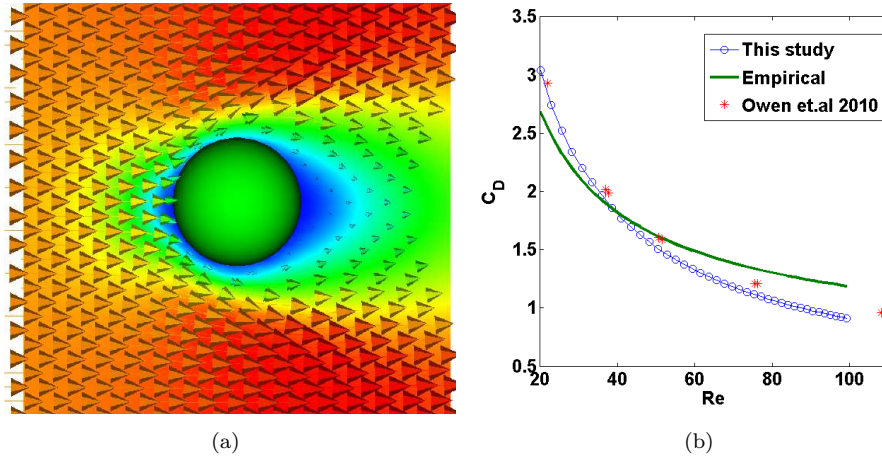 3.5
3
2.5
2
1.5
1
0.5
C_D
This study
Empirical
Owen et.al 2010
20 40 60 80 100
Re
(a)
(b)